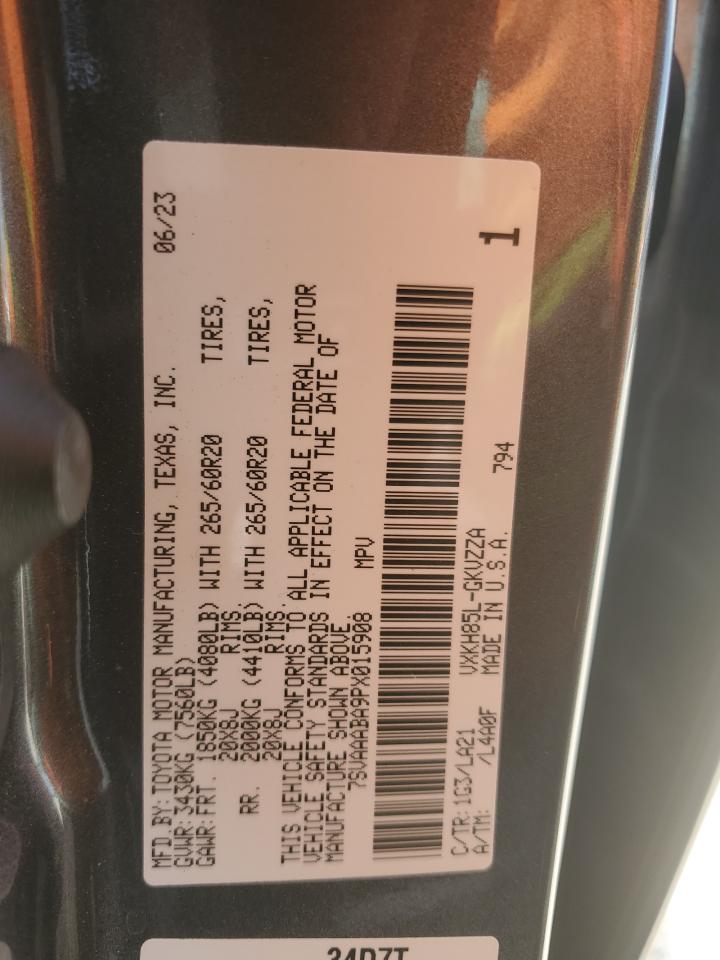 MFD.BY:TOYOTA MOTOR MANUFACTURING, TEXAS, INC. 06/23
GVWR:3430KG (7560LB)
GAWR:FRT. 1850KG (4080LB) WITH 265/60R20 TIRES,
20X8J RIMS.
RR. 2000KG (4410LB) WITH 265/60R20 TIRES,
20X8J RIMS.
THIS VEHICLE CONFORMS TO ALL APPLICABLE FEDERAL MOTOR
VEHICLE SAFETY STANDARDS IN EFFECT ON THE DATE OF
MANUFACTURE SHOWN ABOVE.
7SVAAABA9PX015908 MPV
C/TR:1G3/LA21 VXKH85L-GKVZZA 794
A/TM: /L4A0F MADE IN U.S.A. 1
34D7T